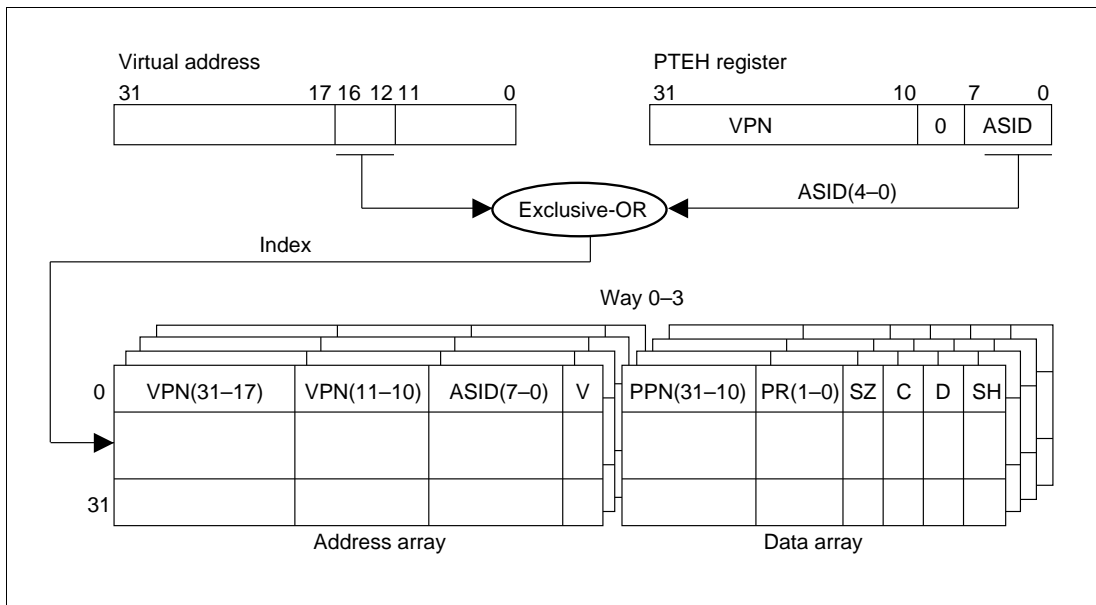 Virtual address
31 17 16 12 11 0
PTEH register
31 10 7 0
VPN 0 ASID
ASID(4–0)
Exclusive-OR
Index
Way 0–3
0 VPN(31–17) VPN(11–10) ASID(7–0) V PPN(31–10) PR(1–0) SZ C D SH
31
Address array Data array